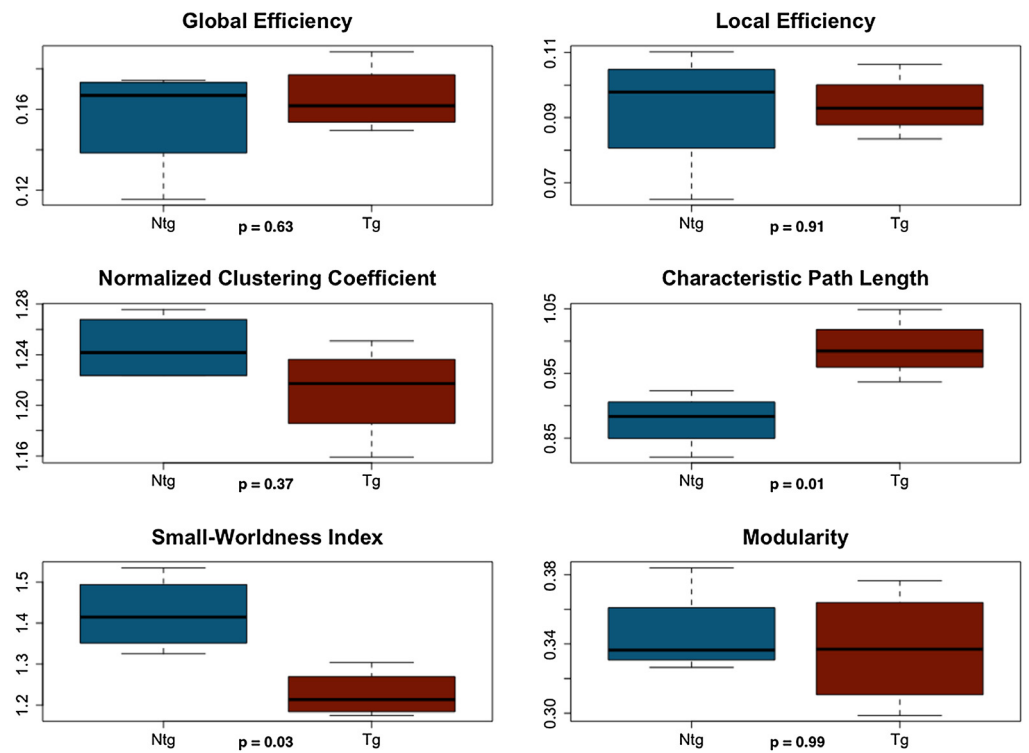 Global Efficiency
0.16
0.12
Ntg
p = 0.63
Tg
Local Efficiency
0.11
0.09
0.07
Ntg
p = 0.91
Tg
Normalized Clustering Coefficient
1.28
1.24
1.20
1.16
Ntg
p = 0.37
Tg
Characteristic Path Length
1.05
0.95
0.85
Ntg
p = 0.01
Tg
Small-Worldness Index
1.5
1.4
1.3
1.2
Ntg
p = 0.03
Tg
Modularity
0.38
0.34
0.30
Ntg
p = 0.99
Tg